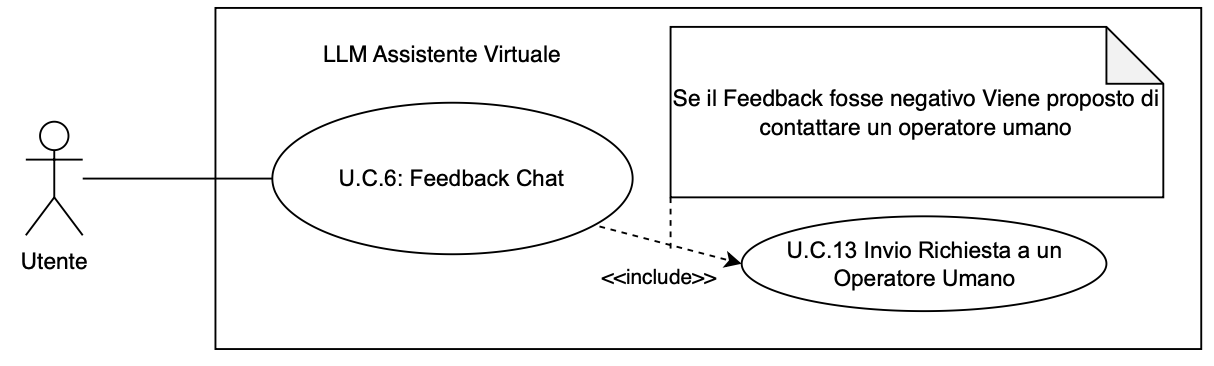 LLM Assistente Virtuale
Se il Feedback fosse negativo Viene proposto di
contattare un operatore umano
U.C.6: Feedback Chat
Utente
<<include>>
U.C.13 Invio Richiesta a un
Operatore Umano